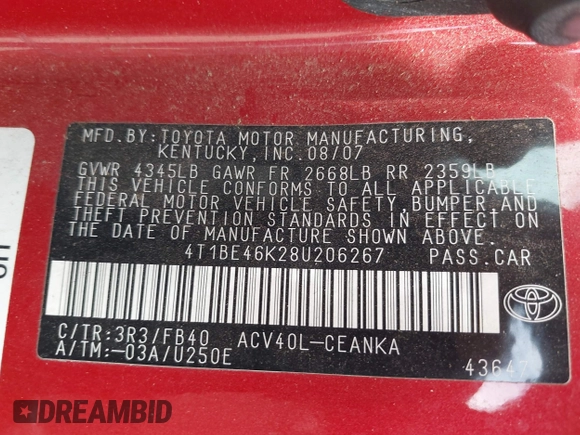 MFD.BY:TOYOTA MOTOR MANUFACTURING,
KENTUCKY,INC.08/07
GVWR 4345LB GAWR FR 2668LB RR 2359LB
THIS VEHICLE CONFORMS TO ALL APPLICABLE
FEDERAL MOTOR VEHICLE SAFETY,BUMPER AND
THEFT PREVENTION STANDARDS IN EFFECT ON
THE DATE OF MANUFACTURE SHOWN ABOVE.
4T1BE46K28U206267 PASS.CAR
C/TR:3R3/FB40 ACV40L-CEANKA
A/TM:-03A/U250E
TOYOTA
DREAMBID